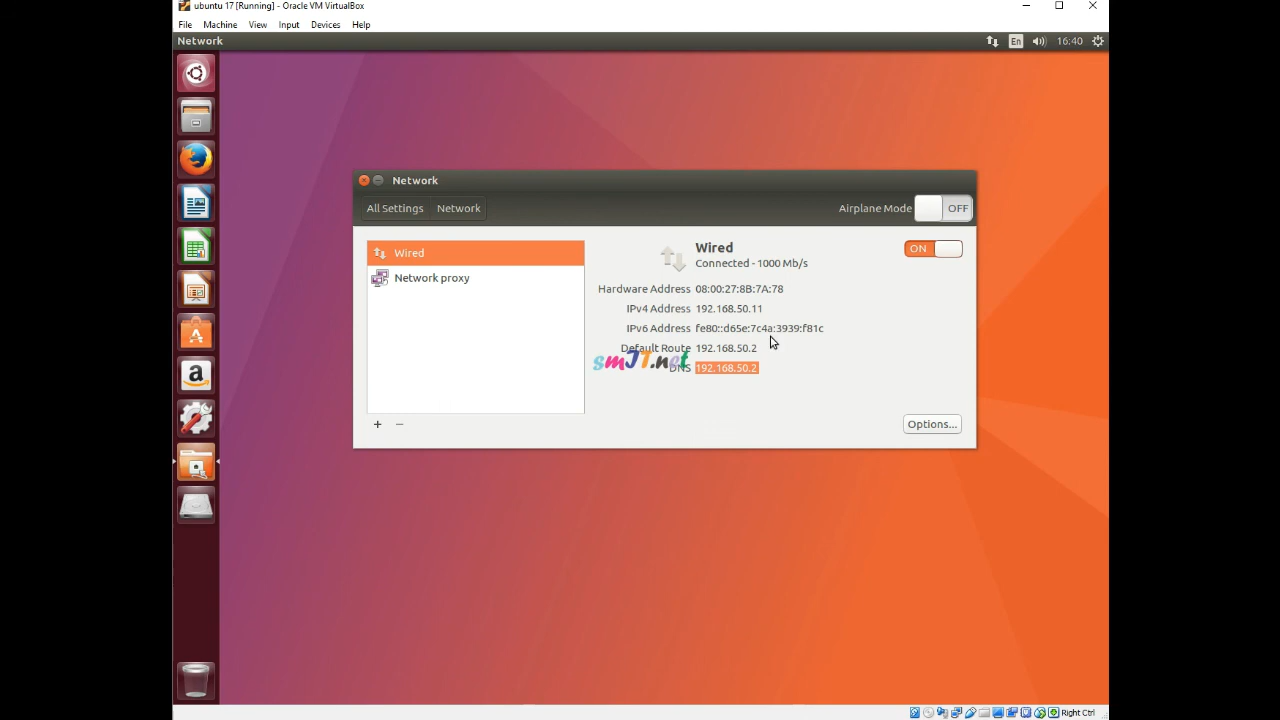 ubuntu 17 [Running] - Oracle VM VirtualBox
File Machine View Input Devices Help
Network En 16:40
Network
All Settings Network Airplane Mode OFF
Wired
Network proxy
Wired ON
Connected - 1000 Mb/s
Hardware Address 08:00:27:8B:7A:78
IPv4 Address 192.168.50.11
IPv6 Address fe80::d65e:7c4a:3939:f81c
Default Route 192.168.50.2
smIT.net
DNS 192.168.50.2
+ −
Options...
a
Right Ctrl